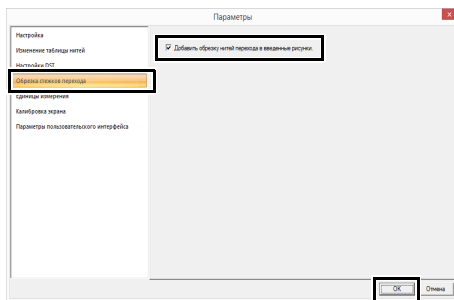 Параметры
x
Настройка
Изменение таблицы нитей
Настройки DST
Обрезка стежков перехода
Единицы измерения
Калибровка экрана
Параметры пользовательского интерфейса
Добавить обрезку нитей перехода в введенные рисунки.
OK
Отмена